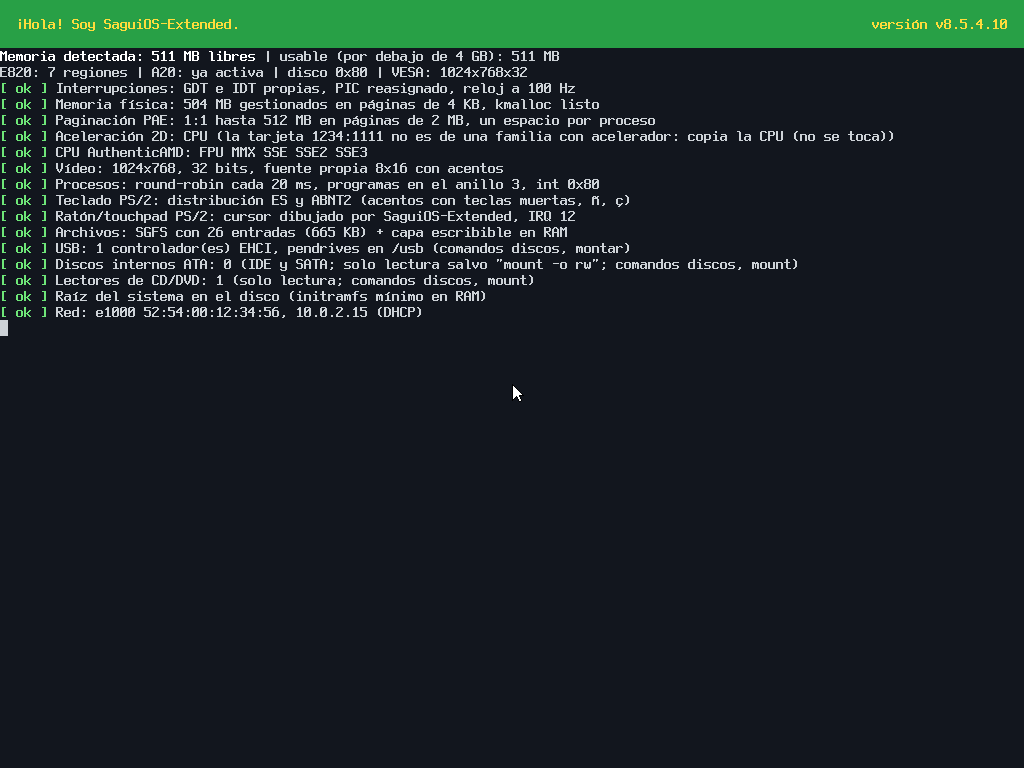 ¡Hola! Soy SaguiOS-Extended.
versión v8.5.4.10
Memoria detectada: 511 MB libres | usable (por debajo de 4 GB): 511 MB
E820: 7 regiones | A20: ya activa | disco 0x80 | VESA: 1024x768x32
[ ok ] Interrupciones: GDT e IDT propias, PIC reasignado, reloj a 100 Hz
[ ok ] Memoria física: 504 MB gestionados en páginas de 4 KB, kmalloc listo
[ ok ] Paginación PAE: 1:1 hasta 512 MB en páginas de 2 MB, un espacio por proceso
[ ok ] Aceleración 2D: CPU (la tarjeta 1234:1111 no es de una familia con acelerador: copia la CPU (no se toca))
[ ok ] CPU AuthenticAMD: FPU MMX SSE SSE2 SSE3
[ ok ] Vídeo: 1024x768, 32 bits, fuente propia 8x16 con acentos
[ ok ] Procesos: round-robin cada 20 ms, programas en el anillo 3, int 0x80
[ ok ] Teclado PS/2: distribución ES y ABNT2 (acentos con teclas muertas, ñ, ç)
[ ok ] Ratón/touchpad PS/2: cursor dibujado por SaguiOS-Extended, IRQ 12
[ ok ] Archivos: SGFS con 26 entradas (665 KB) + capa escribible en RAM
[ ok ] USB: 1 controlador(es) EHCI, pendrives en /usb (comandos discos, montar)
[ ok ] Discos internos ATA: 0 (IDE y SATA; solo lectura salvo "mount -o rw"; comandos discos, mount)
[ ok ] Lectores de CD/DVD: 1 (solo lectura; comandos discos, mount)
[ ok ] Raíz del sistema en el disco (initramfs mínimo en RAM)
[ ok ] Red: e1000 52:54:00:12:34:56, 10.0.2.15 (DHCP)